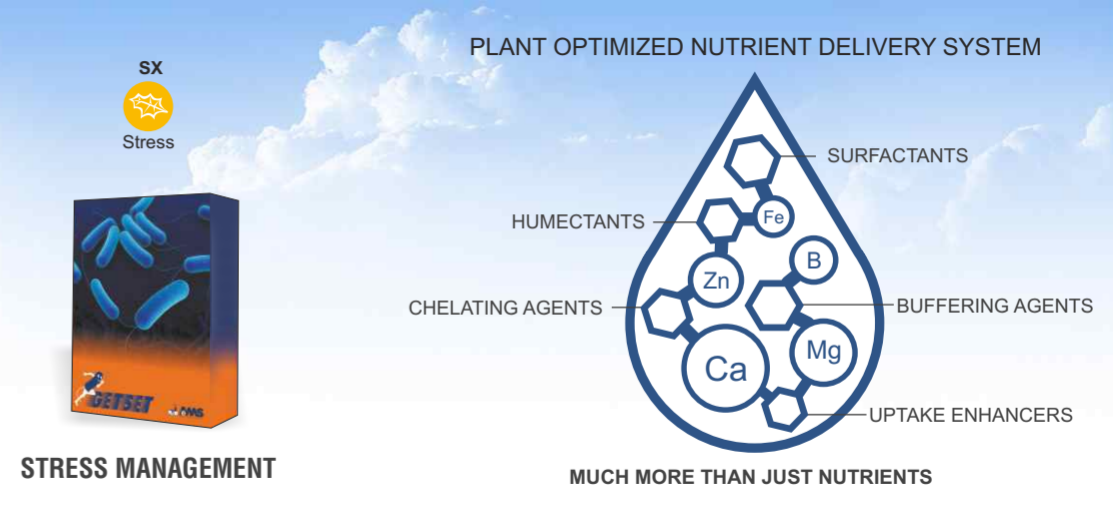 SX
Stress
GETSET
STRESS MANAGEMENT
PLANT OPTIMIZED NUTRIENT DELIVERY SYSTEM
SURFACTANTS
Fe
HUMECTANTS
B
Zn
CHELATING AGENTS
BUFFERING AGENTS
Mg
Ca
UPTAKE ENHANCERS
MUCH MORE THAN JUST NUTRIENTS